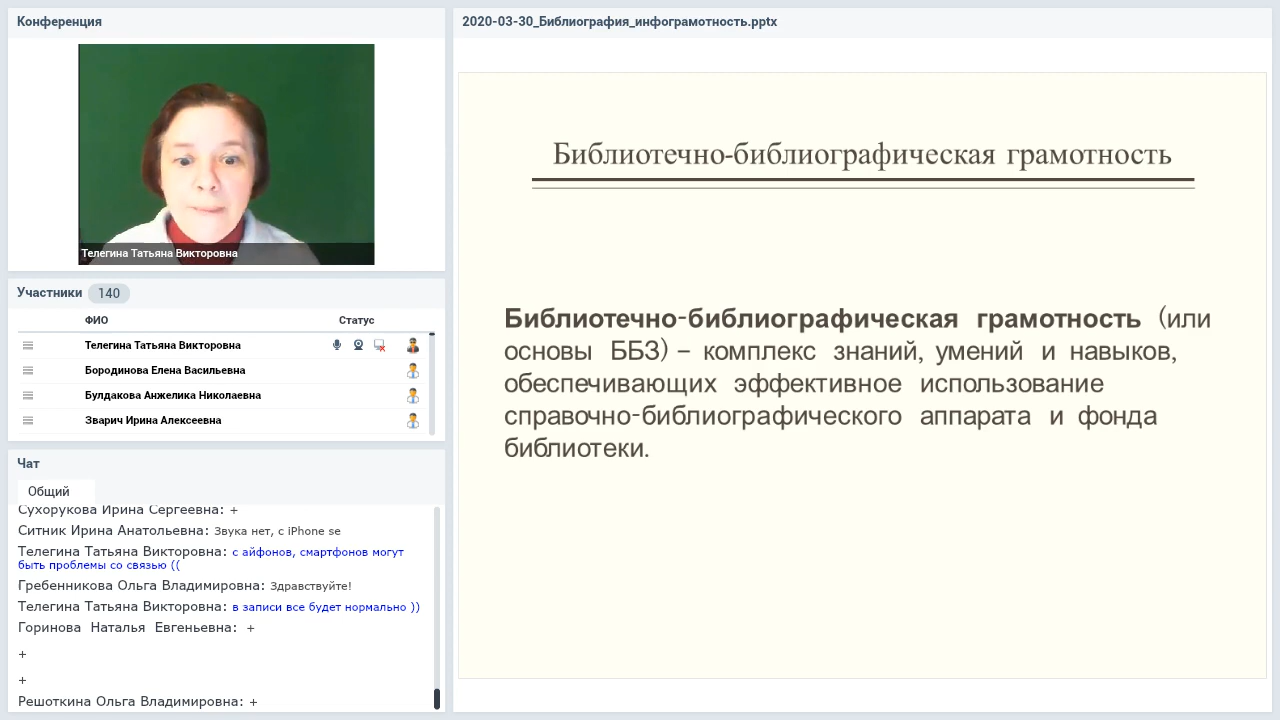 Конференция
Телегина Татьяна Викторовна
Участники 140
ФИО Статус
Телегина Татьяна Викторовна
Бородинова Елена Васильевна
Булдакова Анжелика Николаевна
Зварич Ирина Алексеевна
Чат
Общий
Сухорукова Ирина Сергеевна: +
Ситник Ирина Анатольевна: Звука нет, с iPhone se
Телегина Татьяна Викторовна: с айфонов, смартфонов могут
быть проблемы со связью ((
Гребенникова Ольга Владимировна: Здравствуйте!
Телегина Татьяна Викторовна: в записи все будет нормально ))
Горинова Наталья Евгеньевна: +
+
+
Решоткина Ольга Владимировна: +
2020-03-30_Библиография_инфограмотность.pptx
Библиотечно-библиографическая грамотность
Библиотечно-библиографическая грамотность (или
основы ББЗ) – комплекс знаний, умений и навыков,
обеспечивающих эффективное использование
справочно-библиографического аппарата и фонда
библиотеки.